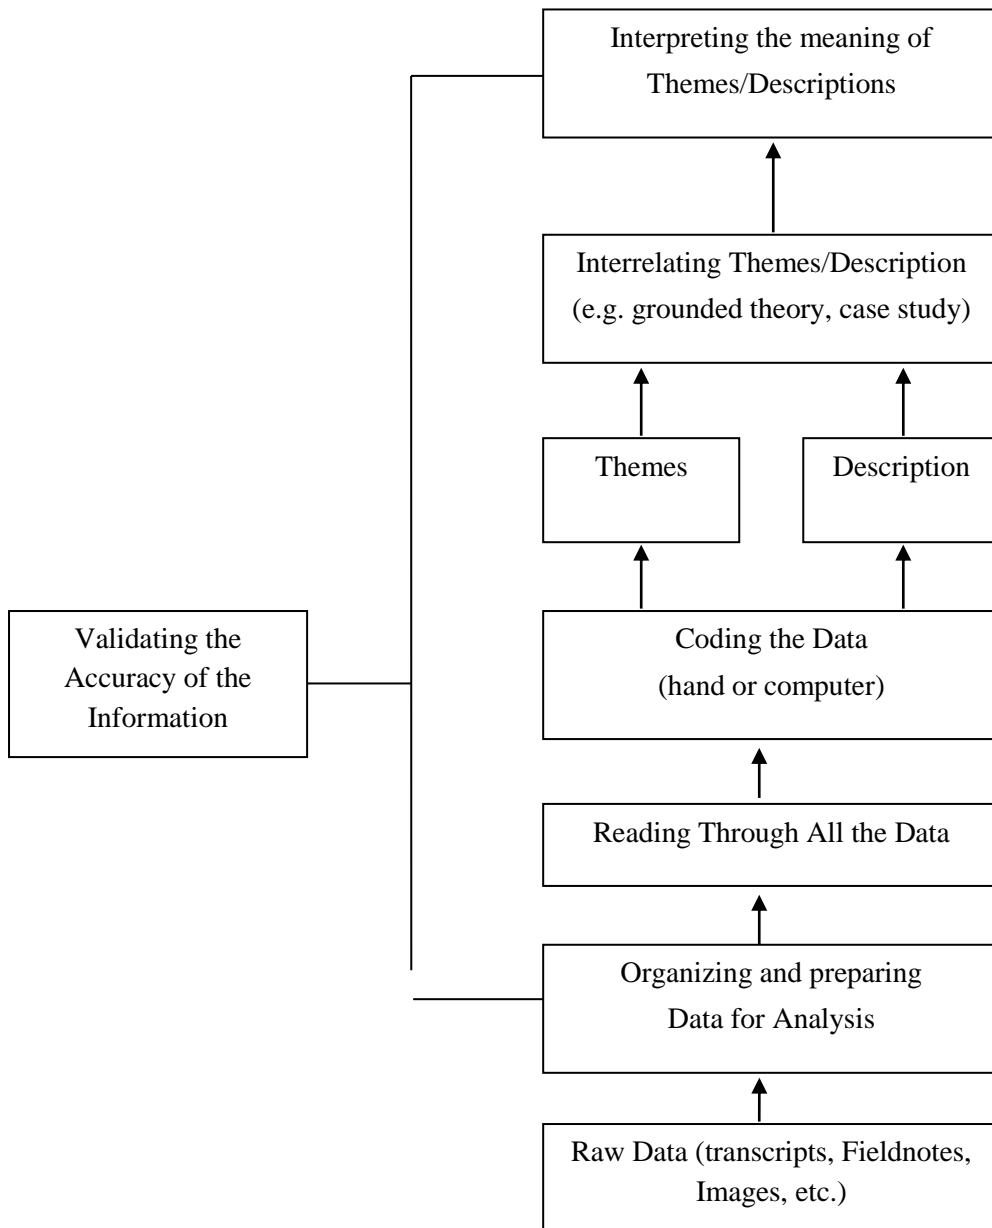 Interpreting the meaning of
Themes/Descriptions
Interrelating Themes/Description
(e.g. grounded theory, case study)
Themes
Description
Validating the
Accuracy of the
Information
Coding the Data
(hand or computer)
Reading Through All the Data
Organizing and preparing
Data for Analysis
Raw Data (transcripts, Fieldnotes,
Images, etc.)